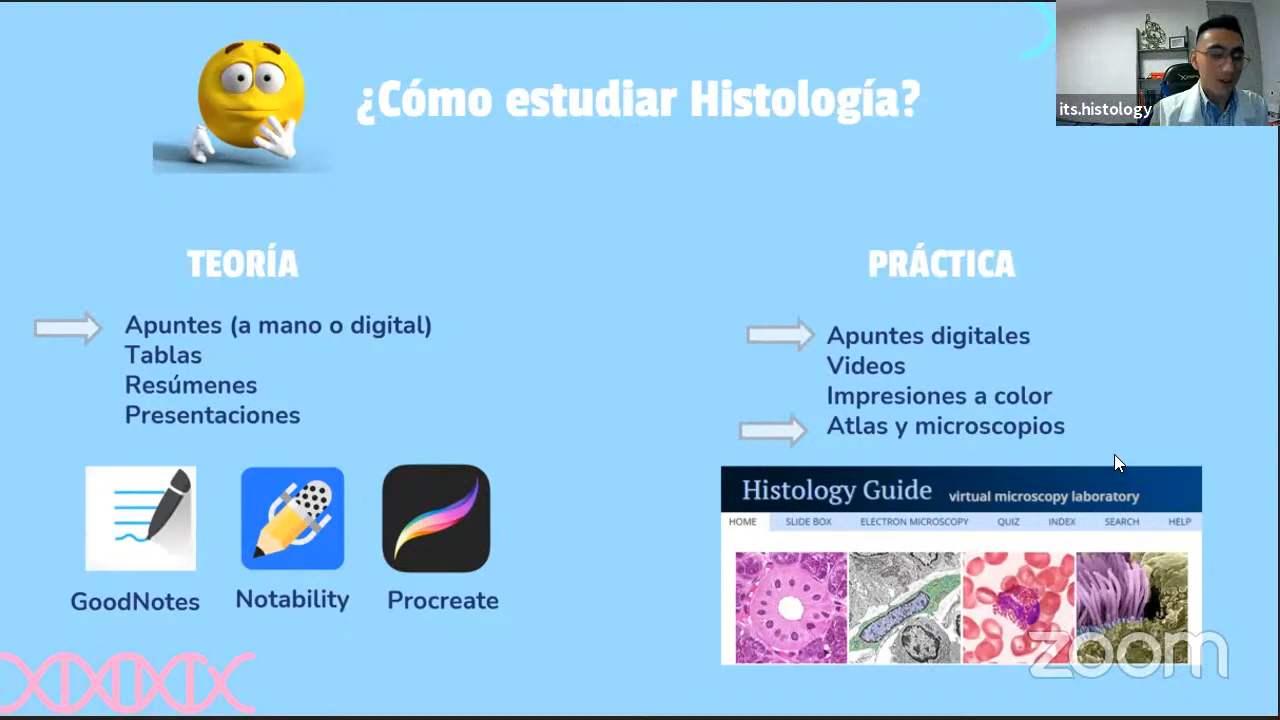 its.histology
¿Cómo estudiar Histología?
TEORÍA
Apuntes (a mano o digital)
Tablas
Resúmenes
Presentaciones
GoodNotes
Notability
Procreate
PRÁCTICA
Apuntes digitales
Videos
Impresiones a color
Atlas y microscopios
Histology Guide virtual microscopy laboratory
HOME SLIDE BOX ELECTRON MICROSCOPY QUIZ INDEX SEARCH HELP
zoom